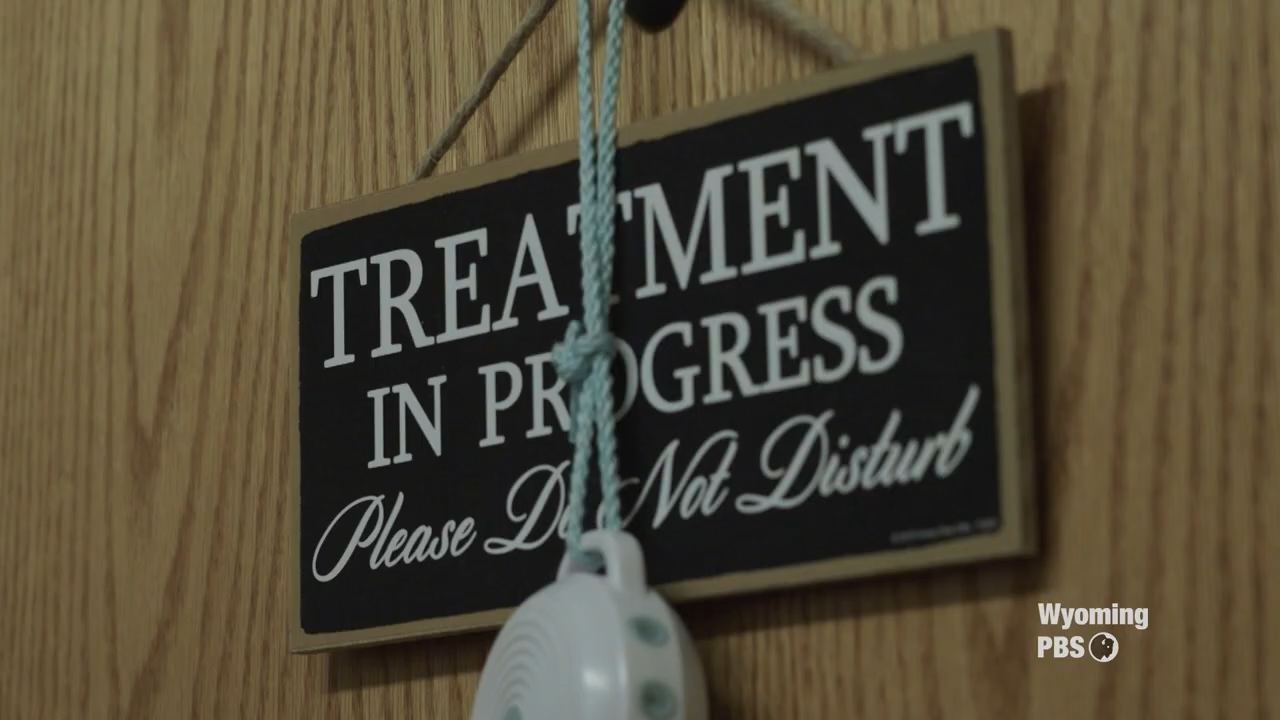 TREATMENT
IN PROGRESS
Please Do Not Disturb
Wyoming
PBS